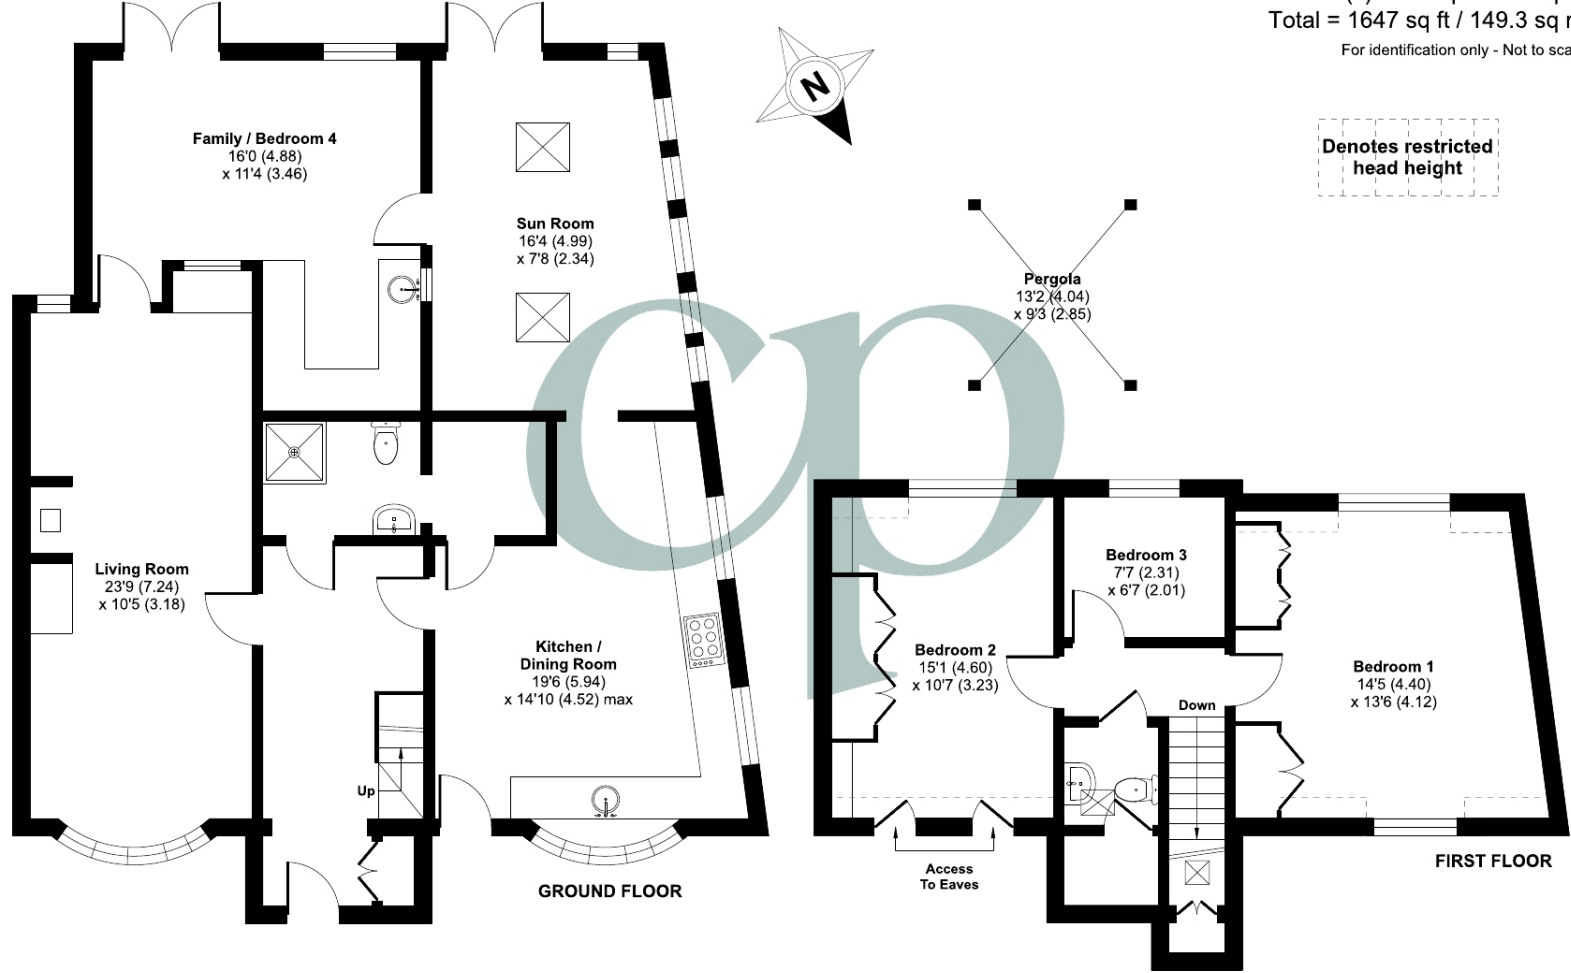 Total = 1647 sq ft / 149.3 sq
For identification only - Not to
N
Denotes restricted
head height
Family / Bedroom 4
16'0 (4.88)
x 11'4 (3.46)
Sun Room
16'4 (4.99)
x 7'8 (2.34)
Pergola
13'2 (4.04)
x 9'3 (2.85)
cp
Living Room
23'9 (7.24)
x 10'5 (3.18)
Kitchen /
Dining Room
19'6 (5.94)
x 14'10 (4.52) max
Up
GROUND FLOOR
Bedroom 3
7'7 (2.31)
x 6'7 (2.01)
Bedroom 2
15'1 (4.60)
x 10'7 (3.23)
Bedroom 1
14'5 (4.40)
x 13'6 (4.12)
Down
Access
To Eaves
FIRST FLOOR